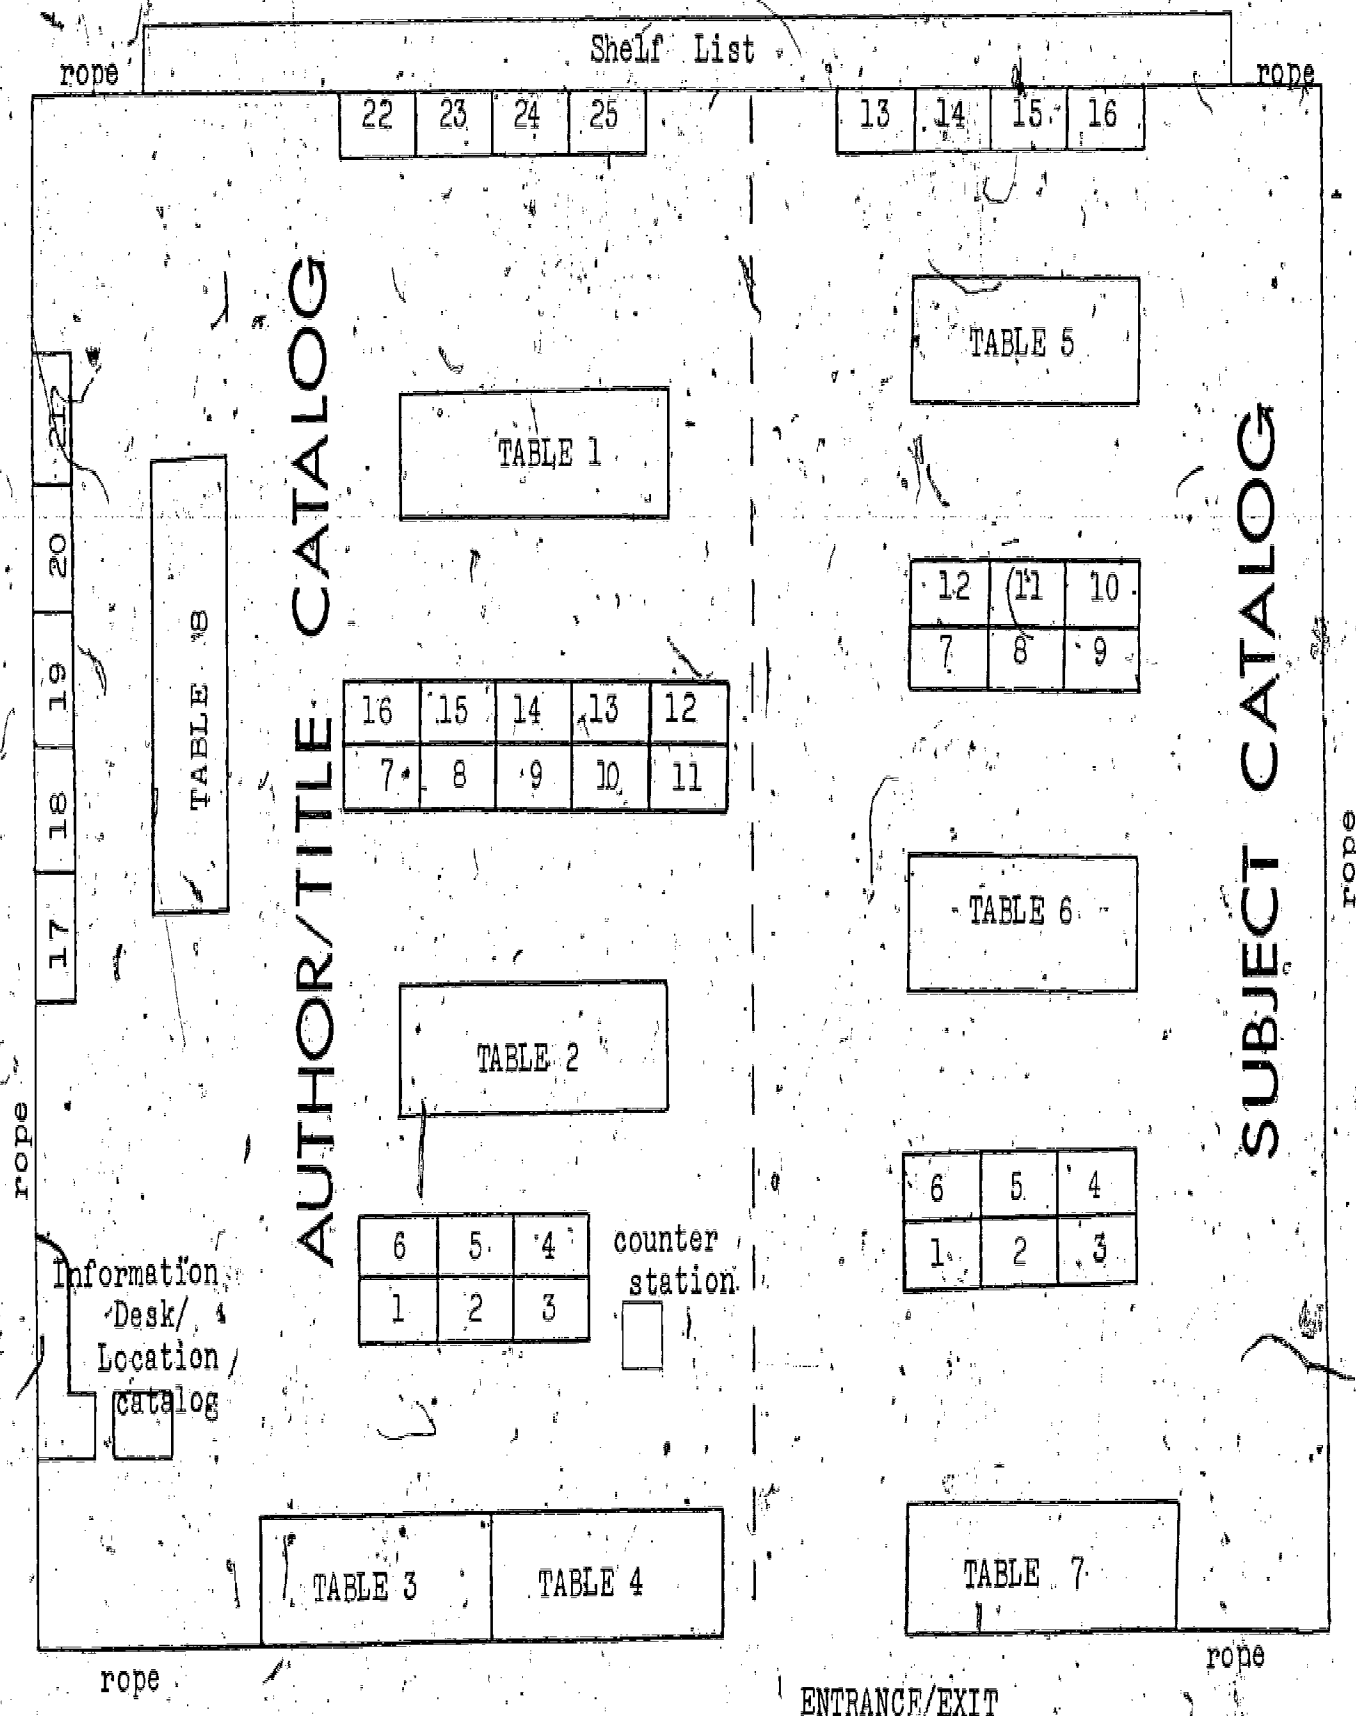 Shelf List
rope
rope
22 23 24 25
13 14 15 16
TABLE 5
TABLE 1
21
20
19
18
17
TABLE 8
AUTHOR/TITLE CATALOG
SUBJECT CATALOG
12 11 10
7 8 9
16 15 14 13 12
7 8 9 10 11
rope
TABLE 6
TABLE 2
rope
6 5 4
1 2 3
6 5 4
1 2 3
counter
station
Information
Desk/
Location
catalog
TABLE 3
TABLE 4
TABLE 7
rope
rope
ENTRANCE/EXIT